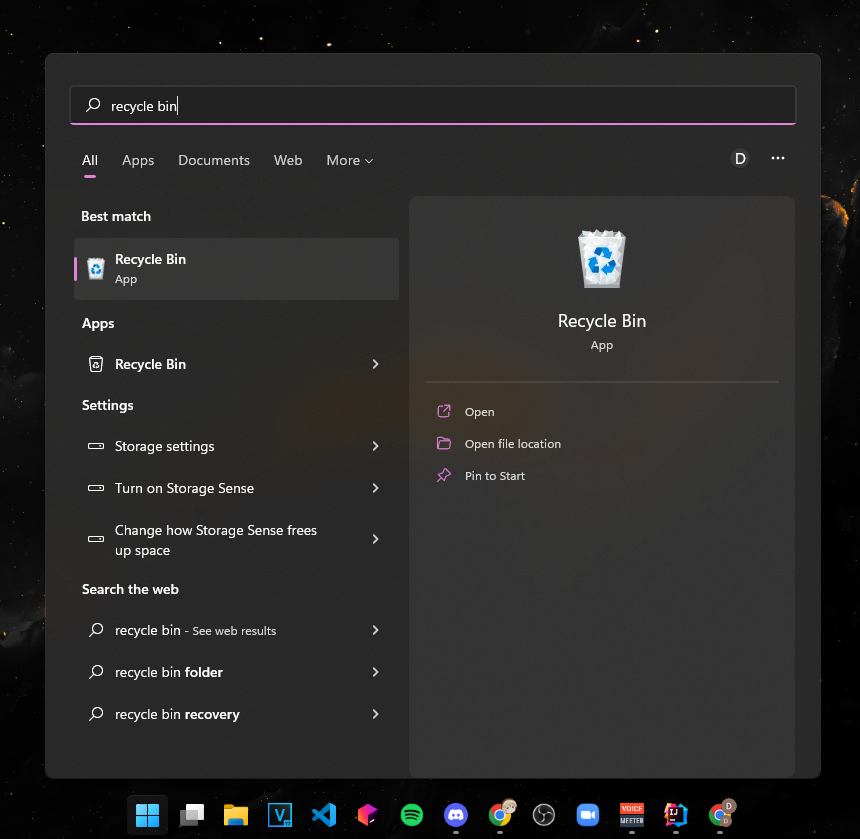 recycle bin
All Apps Documents Web More
D
Best match
Recycle Bin
App
Apps
Recycle Bin
Settings
Storage settings
Turn on Storage Sense
Change how Storage Sense frees
up space
Search the web
recycle bin - See web results
recycle bin folder
recycle bin recovery
Recycle Bin
App
Open
Open file location
Pin to Start
V
VOICE
MEETER
IJ
D
D